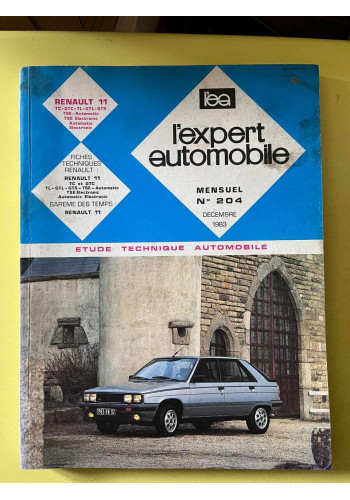 RENAULT 11
TC-GTC-TL-GTL-GTS
TSE-Automatic
TSE Electronic
Automatic
Electronic
l'ea
l'expert
automobile
FICHES
TECHNIQUES
RENAULT
RENAULT 11
TC et GTC
TL-GTL-GTS-TSE-Automatic
TSE Electronic
Automatic Electronic
BAREME DES TEMPS :
RENAULT 11
MENSUEL
N° 204
DECEMBRE
1983
ETUDE TECHNIQUE AUTOMOBILE